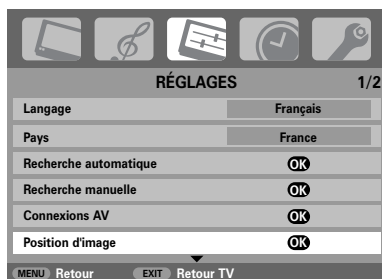 RÉGLAGES 1/2
Langage Français
Pays France
Recherche automatique OK
Recherche manuelle OK
Connexions AV OK
Position d'image OK
MENU Retour EXIT Retour TV